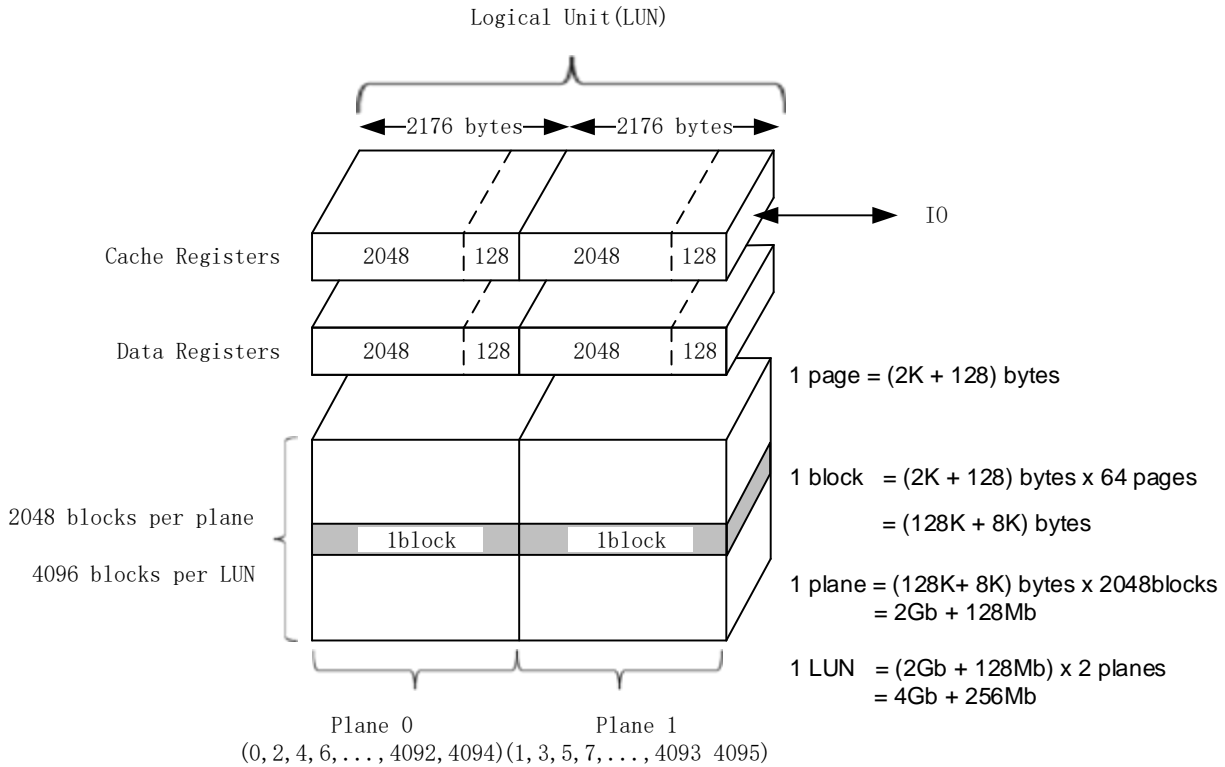 Logical Unit(LUN)
2176 bytes 2176 bytes
IO
Cache Registers 2048 128 2048 128
Data Registers 2048 128 2048 128
1 page = (2K + 128) bytes
1 block = (2K + 128) bytes x 64 pages
= (128K + 8K) bytes
2048 blocks per plane
1block 1block
4096 blocks per LUN
1 plane = (128K+ 8K) bytes x 2048blocks
= 2Gb + 128Mb
1 LUN = (2Gb + 128Mb) x 2 planes
= 4Gb + 256Mb
Plane 0 Plane 1
(0,2,4,6,...,4092,4094)(1,3,5,7,...,4093 4095)